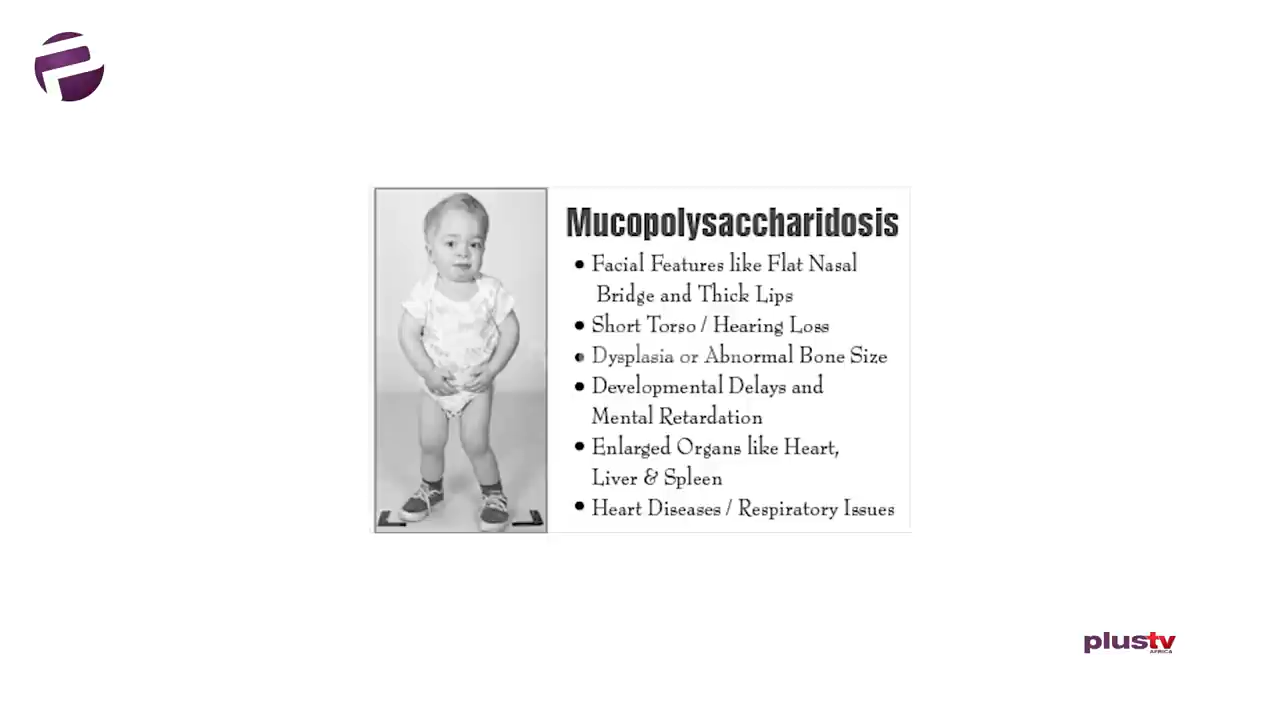 Mucopolysaccharidosis
• Facial Features like Flat Nasal
Bridge and Thick Lips
• Short Torso / Hearing Loss
• Dysplasia or Abnormal Bone Size
• Developmental Delays and
Mental Retardation
• Enlarged Organs like Heart,
Liver & Spleen
• Heart Diseases / Respiratory Issues
plustv
AFRICA